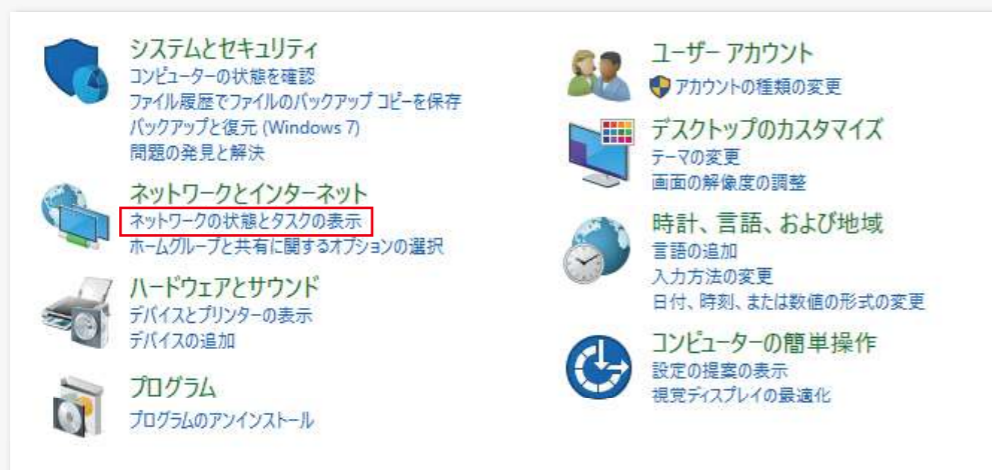 システムとセキュリティ
コンピューターの状態を確認
ファイル履歴でファイルのバックアップ コピーを保存
バックアップと復元 (Windows 7)
問題の発見と解決
ネットワークとインターネット
ネットワークの状態とタスクの表示
ホームグループと共有に関するオプションの選択
ハードウェアとサウンド
デバイスとプリンターの表示
デバイスの追加
プログラム
プログラムのアンインストール
ユーザー アカウント
アカウントの種類の変更
デスクトップのカスタマイズ
テーマの変更
画面の解像度の調整
時計、言語、および地域
言語の追加
入力方法の変更
日付、時刻、または数値の形式の変更
コンピューターの簡単操作
設定の提案の表示
視覚ディスプレイの最適化